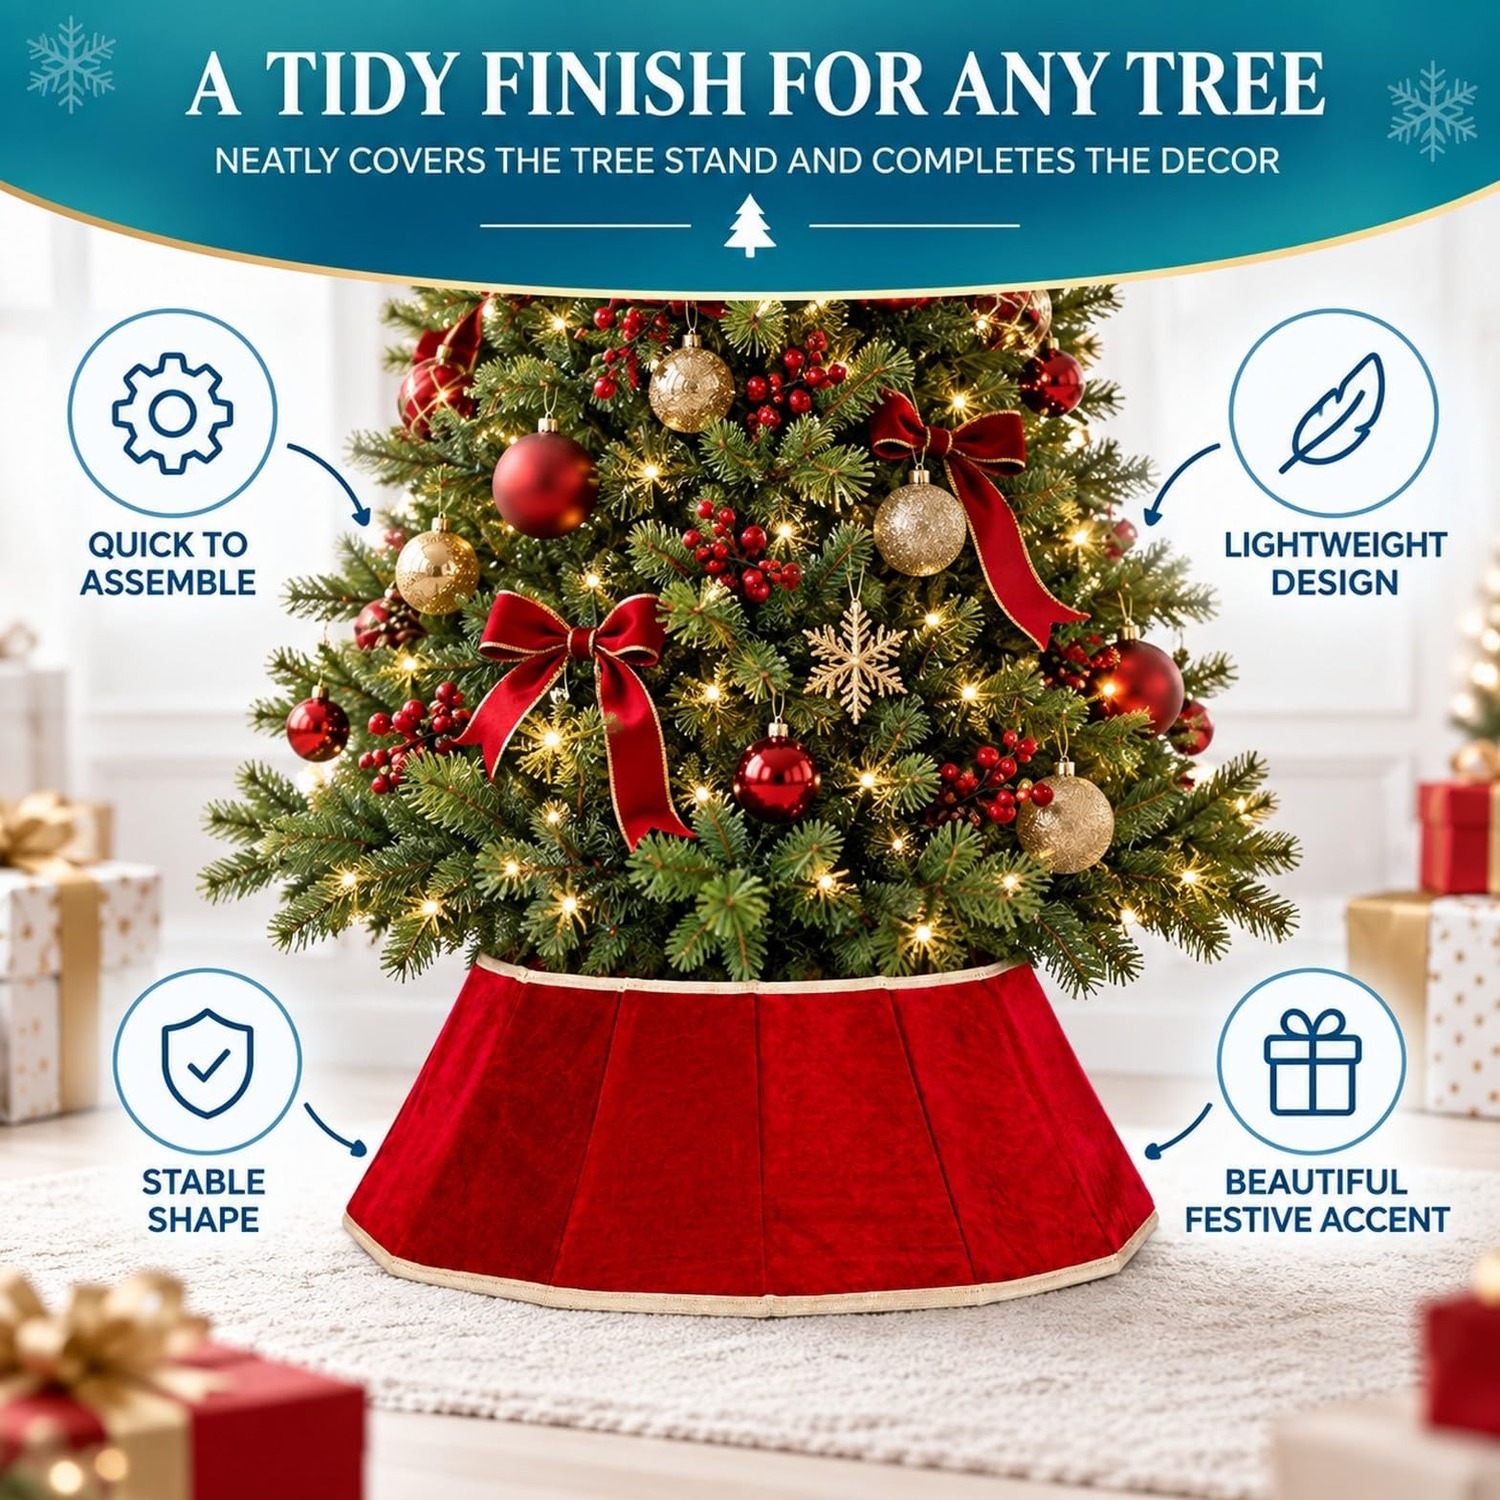 A TIDY FINISH FOR ANY TREE
NEATLY COVERS THE TREE STAND AND COMPLETES THE DECOR
QUICK TO
ASSEMBLE
LIGHTWEIGHT
DESIGN
STABLE
SHAPE
BEAUTIFUL
FESTIVE ACCENT